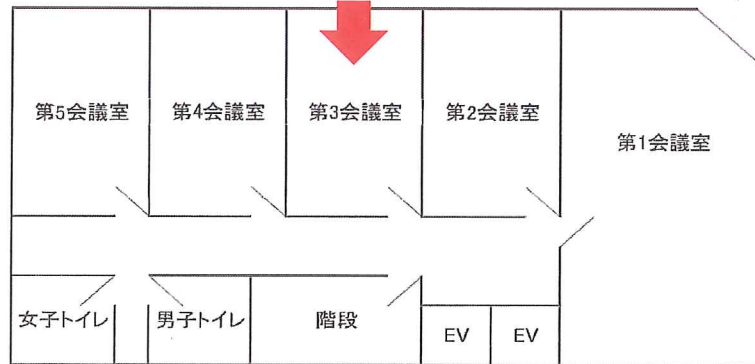 第5会議室
第4会議室
第3会議室
第2会議室
第1会議室
女子トイレ
男子トイレ
階段
EV
EV